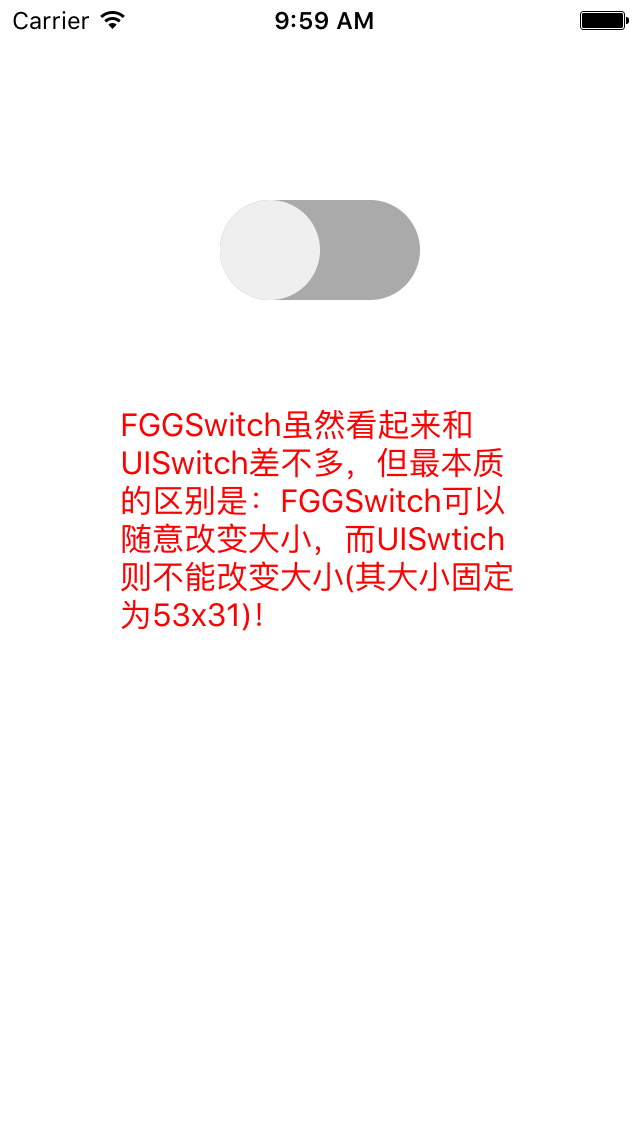 Carrier 9:59 AM
FGGSwitch虽然看起来和
UISwitch差不多，但最本质
的区别是：FGGSwitch可以
随意改变大小，而UISwtich
则不能改变大小(其大小固定
为53x31)！